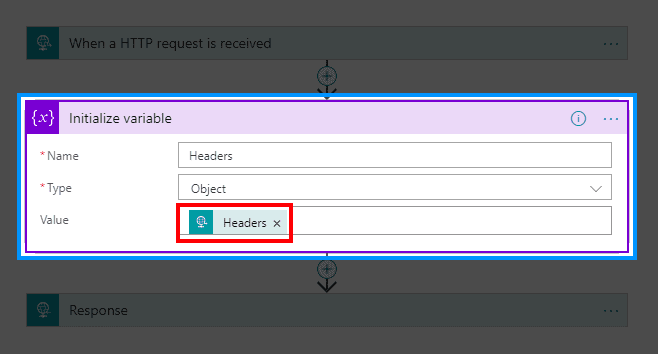 When a HTTP request is received ...
{x} Initialize variable ...
* Name Headers
* Type Object
Value Headers ×
Response ...